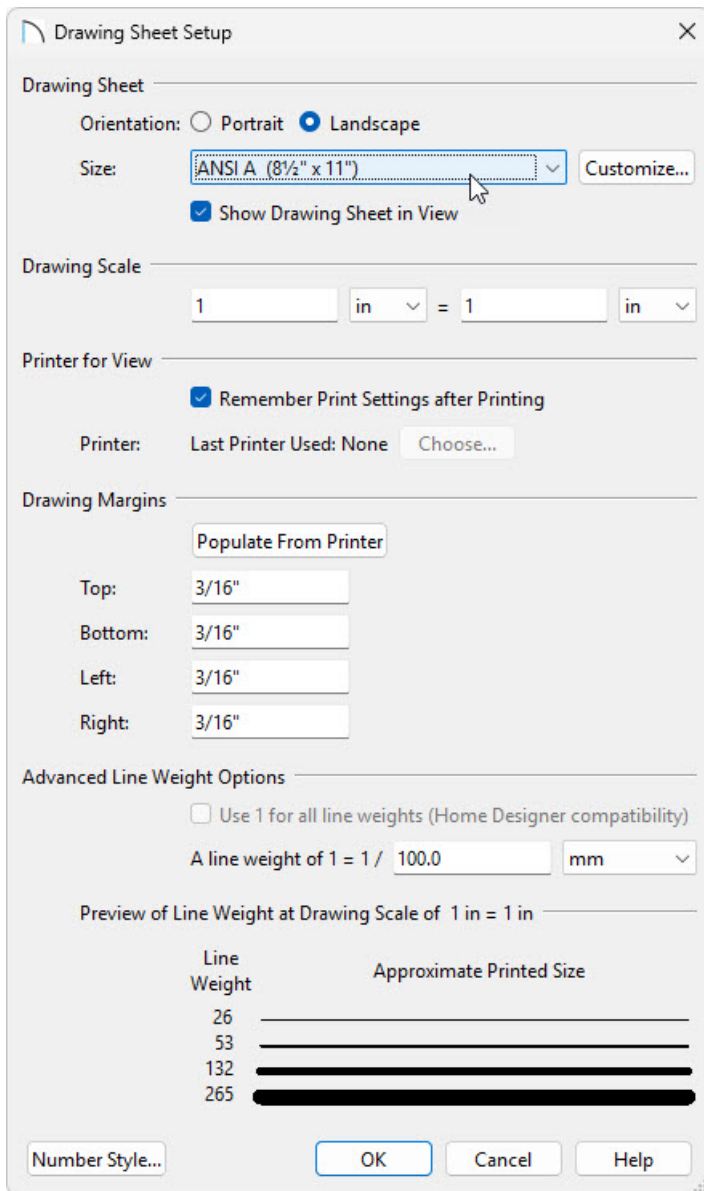 Drawing Sheet Setup
Drawing Sheet
Orientation: Portrait Landscape
Size: ANSI A (8½" x 11") Customize...
Show Drawing Sheet in View
Drawing Scale
1 in = 1 in
Printer for View
Remember Print Settings after Printing
Printer: Last Printer Used: None Choose...
Drawing Margins
Populate From Printer
Top: 3/16"
Bottom: 3/16"
Left: 3/16"
Right: 3/16"
Advanced Line Weight Options
Use 1 for all line weights (Home Designer compatibility)
A line weight of 1 = 1 / 100.0 mm
Preview of Line Weight at Drawing Scale of 1 in = 1 in
Line
Weight
Approximate Printed Size
26
53
132
265
Number Style... OK Cancel Help